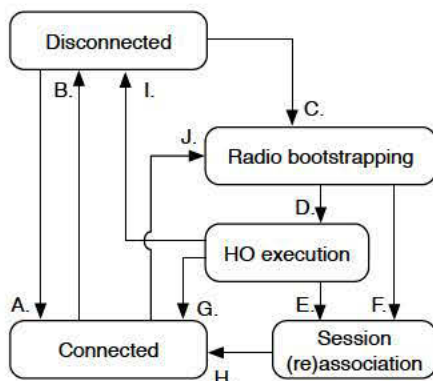 Disconnected
B.
I.
C.
J.
Radio bootstrapping
D.
HO execution
A.
G.
E.
F.
Connected
Session
(re)association
H.